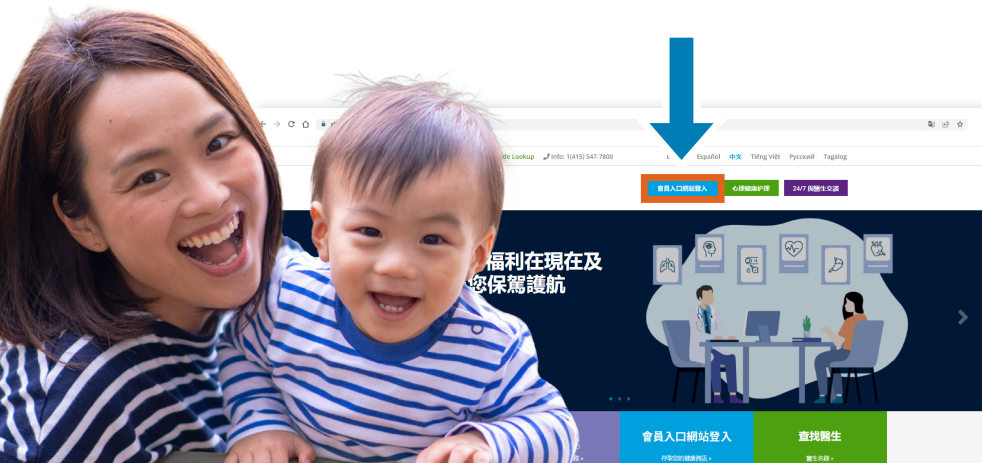 de Lookup
Info: 1(415) 547-7800
Español
中文
Tiếng Việt
Русский
Tagalog
會員入口網站登入
心理健康护理
24/7 與醫生交談
福利在現在及
您保駕護航
會員入口網站登入
存取您的健康資訊 »
查找醫生
醫生名錄 »